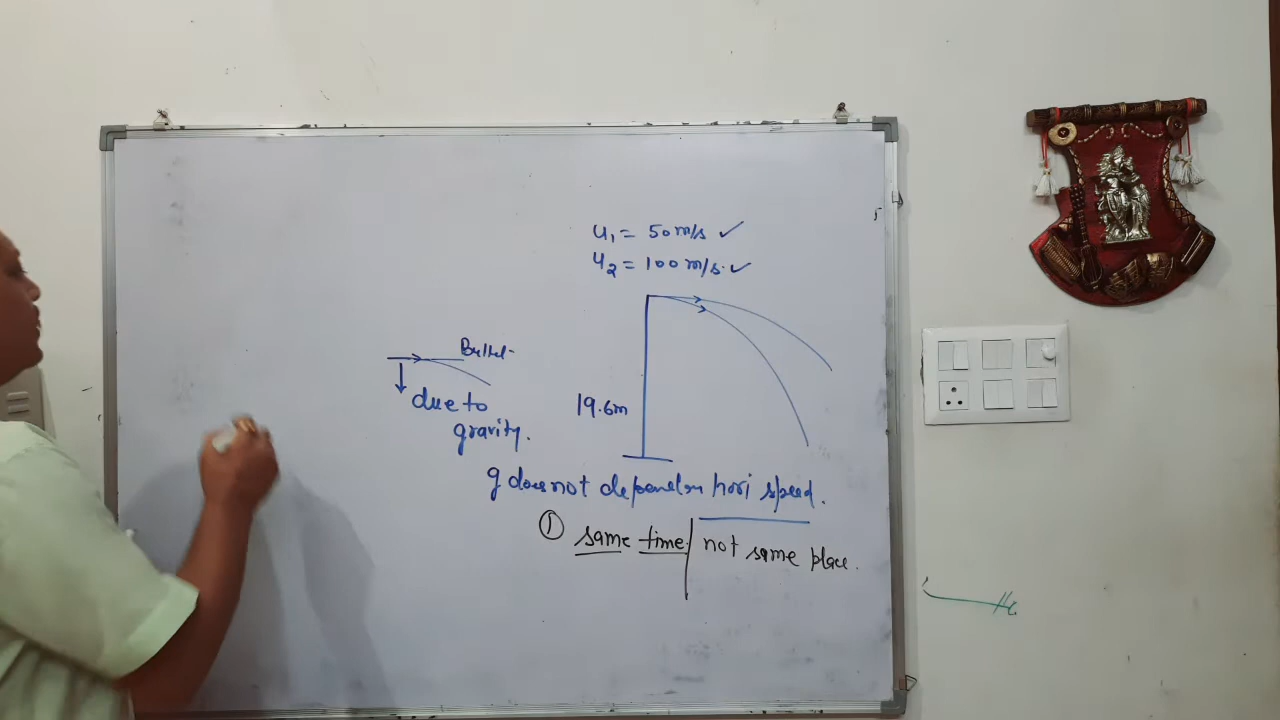 u₁ = 50 m/s ✓
u₂ = 100 m/s. ✓
Bullet
due to
gravity.
19.6m
g does not depend on hori speed.
① same time not same place.